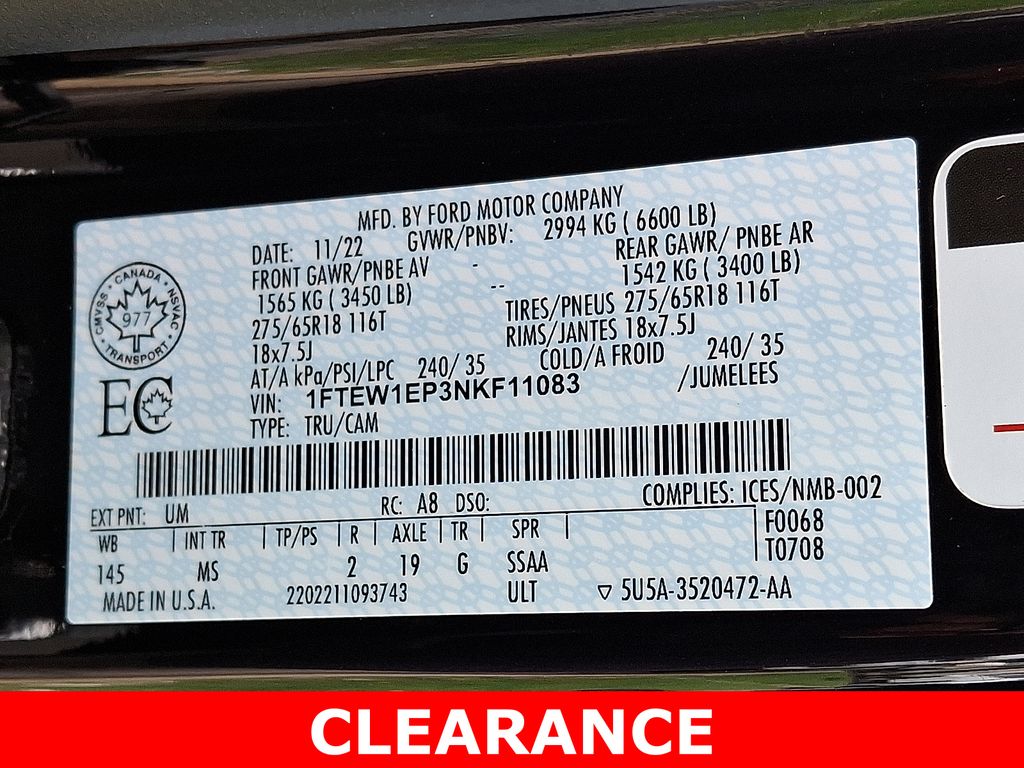 MFD. BY FORD MOTOR COMPANY
DATE: 11/22 GVWR/PNBV: 2994 KG ( 6600 LB)
FRONT GAWR/PNBE AV - REAR GAWR/ PNBE AR
1565 KG ( 3450 LB) -- 1542 KG ( 3400 LB)
275/65R18 116T TIRES/PNEUS 275/65R18 116T
18x7.5J RIMS/JANTES 18x7.5J
AT/A kPa/PSI/LPC 240/ 35 COLD/A FROID 240/ 35
VIN: 1FTEW1EP3NKF11083 /JUMELEES
TYPE: TRU/CAM
CMVSS · CANADA · NSVAC · TRANSPORT ·
977
EC
EXT PNT: UM RC: A8 DSO: COMPLIES: ICES/NMB-002
WB | INT TR | TP/PS | R | AXLE | TR | SPR | F0068
145 MS 2 19 G SSAA T0708
MADE IN U.S.A. 2202211093743 ULT ▽ 5U5A-3520472-AA
CLEARANCE